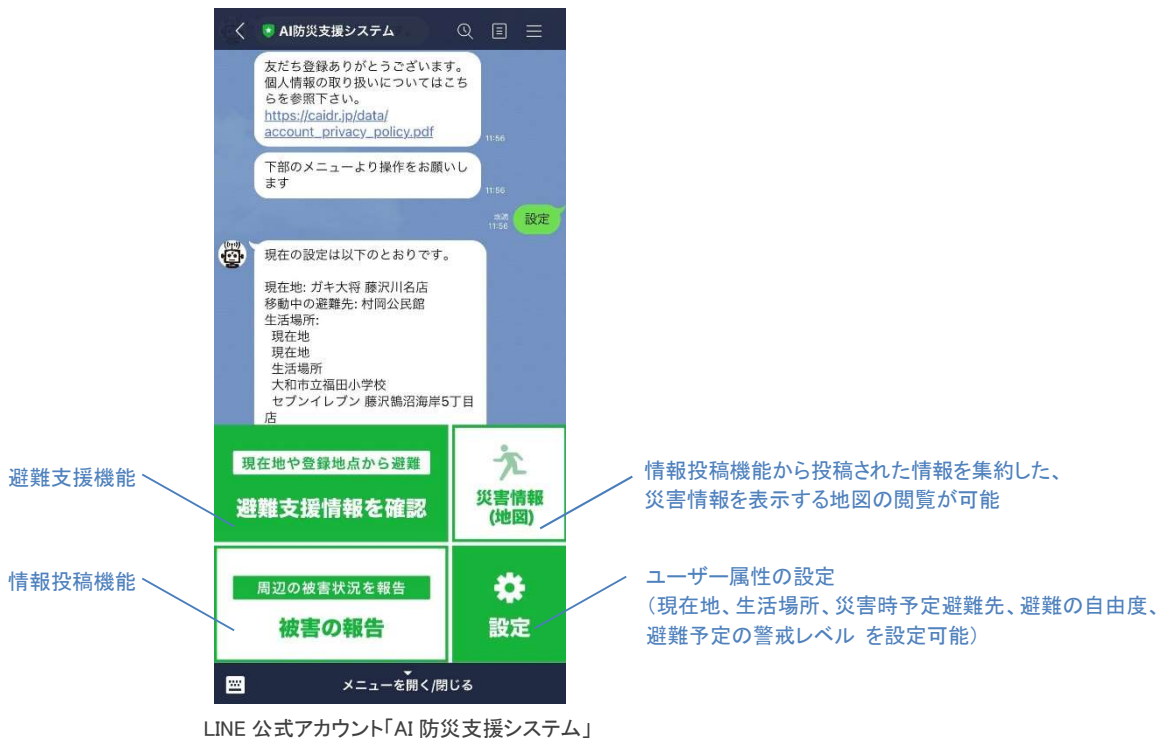 AI防災支援システム
友だち登録ありがとうございます。
個人情報の取り扱いについてはこち
らを参照下さい。
https://caidr.jp/data/
account_privacy_policy.pdf
11:56
下部のメニューより操作をお願いし
ます
11:56
既読
11:56
設定
現在の設定は以下のとおりです。
現在地: ガキ大将 藤沢川名店
移動中の避難先: 村岡公民館
生活場所:
現在地
現在地
生活場所
大和市立福田小学校
セブンイレブン 藤沢鵠沼海岸5丁目
店
現在地や登録地点から避難
避難支援情報を確認
災害情報
(地図)
周辺の被害状況を報告
被害の報告
設定
メニューを開く/閉じる
避難支援機能
情報投稿機能
情報投稿機能から投稿された情報を集約した、
災害情報を表示する地図の閲覧が可能
ユーザー属性の設定
（現在地、生活場所、災害時予定避難先、避難の自由度、
避難予定の警戒レベル を設定可能）
LINE 公式アカウント「AI 防災支援システム」